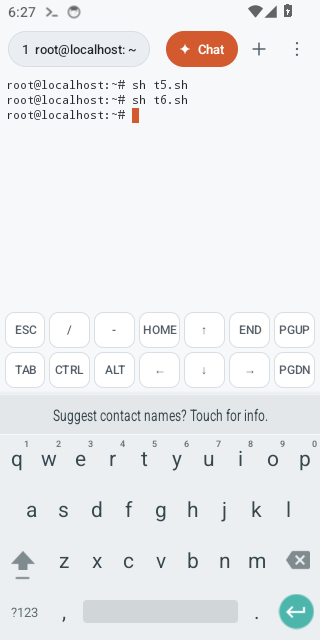 6:27
1 root@localhost: ~
Chat
root@localhost:~# sh t5.sh
root@localhost:~# sh t6.sh
root@localhost:~#
ESC / - HOME ↑ END PGUP
TAB CTRL ALT ← ↓ → PGDN
Suggest contact names? Touch for info.
1 2 3 4 5 6 7 8 9 0
q w e r t y u i o p
a s d f g h j k l
z x c v b n m
?123 , .